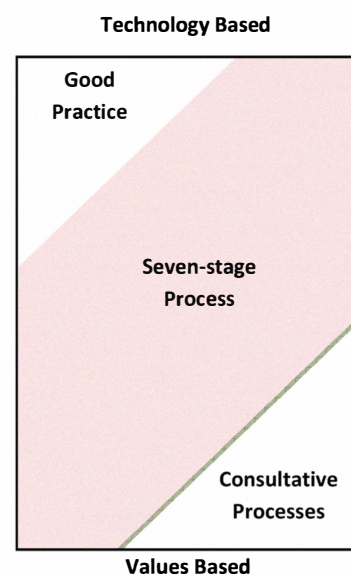 Technology Based
Good
Practice
Seven-stage
Process
Consultative
Processes
Values Based